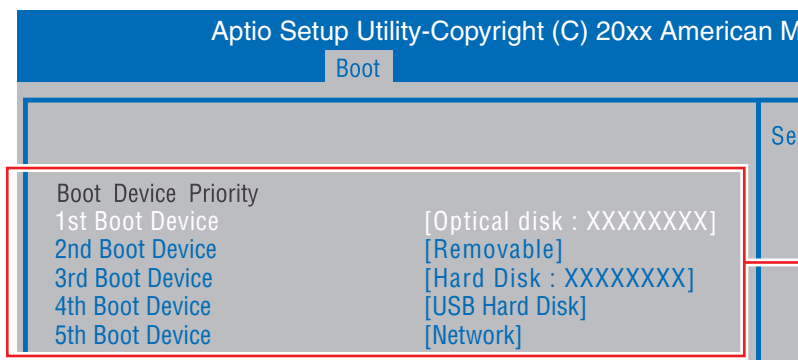 Aptio Setup Utility-Copyright (C) 20xx American M
Boot
Se
Boot Device Priority
1st Boot Device [Optical disk : XXXXXXXX]
2nd Boot Device [Removable]
3rd Boot Device [Hard Disk : XXXXXXXX]
4th Boot Device [USB Hard Disk]
5th Boot Device [Network]